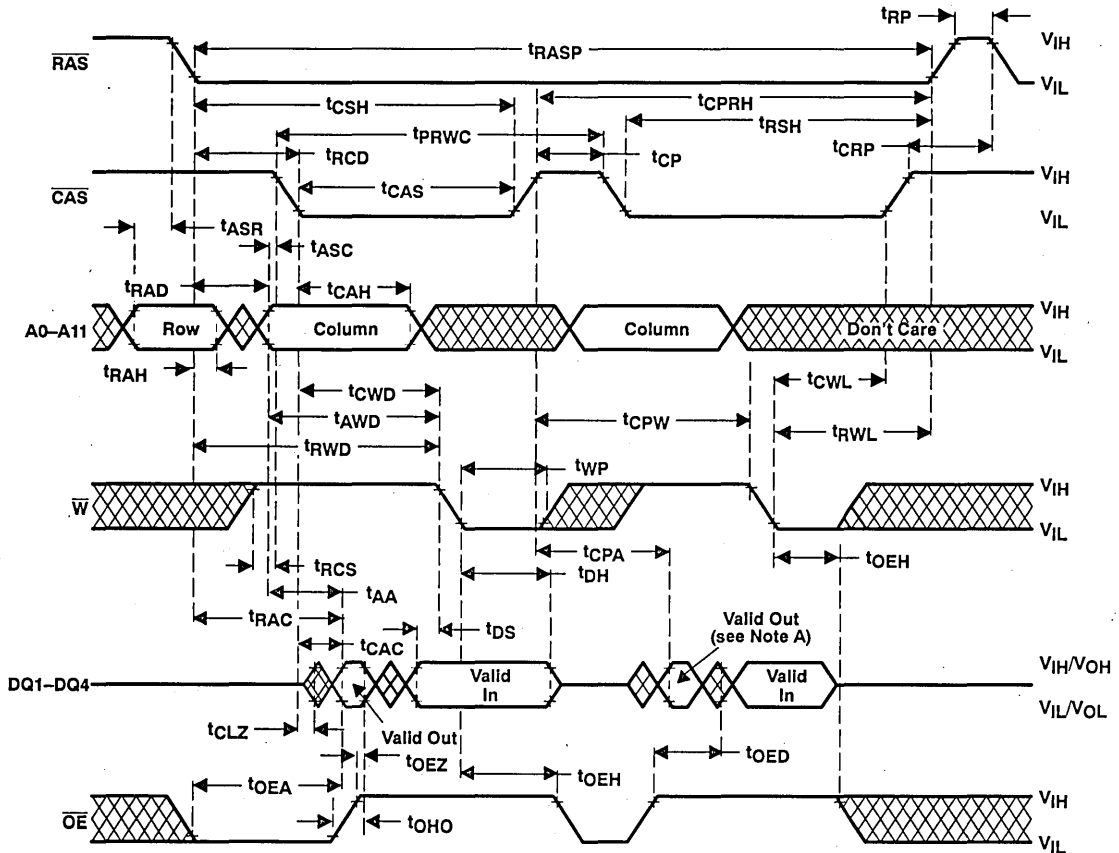 tRP
RAS
tRASP
VIH
VIL
tCSH
tCPRH
tPRWC
tRSH
tRCD
tCP
tCRP
CAS
tCAS
VIH
VIL
tASR
tASC
tRAD
tCAH
A0–A11
Row
Column
Column
Don't Care
VIH
VIL
tRAH
tCWD
tCWL
tAWD
tCPW
tRWD
tRWL
tWP
W
VIH
VIL
tCPA
tOEH
tRCS
tDH
tAA
tRAC
tDS
Valid Out
(see Note A)
tCAC
DQ1–DQ4
Valid
In
Valid
In
VIH/VOH
VIL/VOL
tCLZ
Valid Out
tOEZ
tOED
tOEA
tOEH
OE
tOHO
VIH
VIL